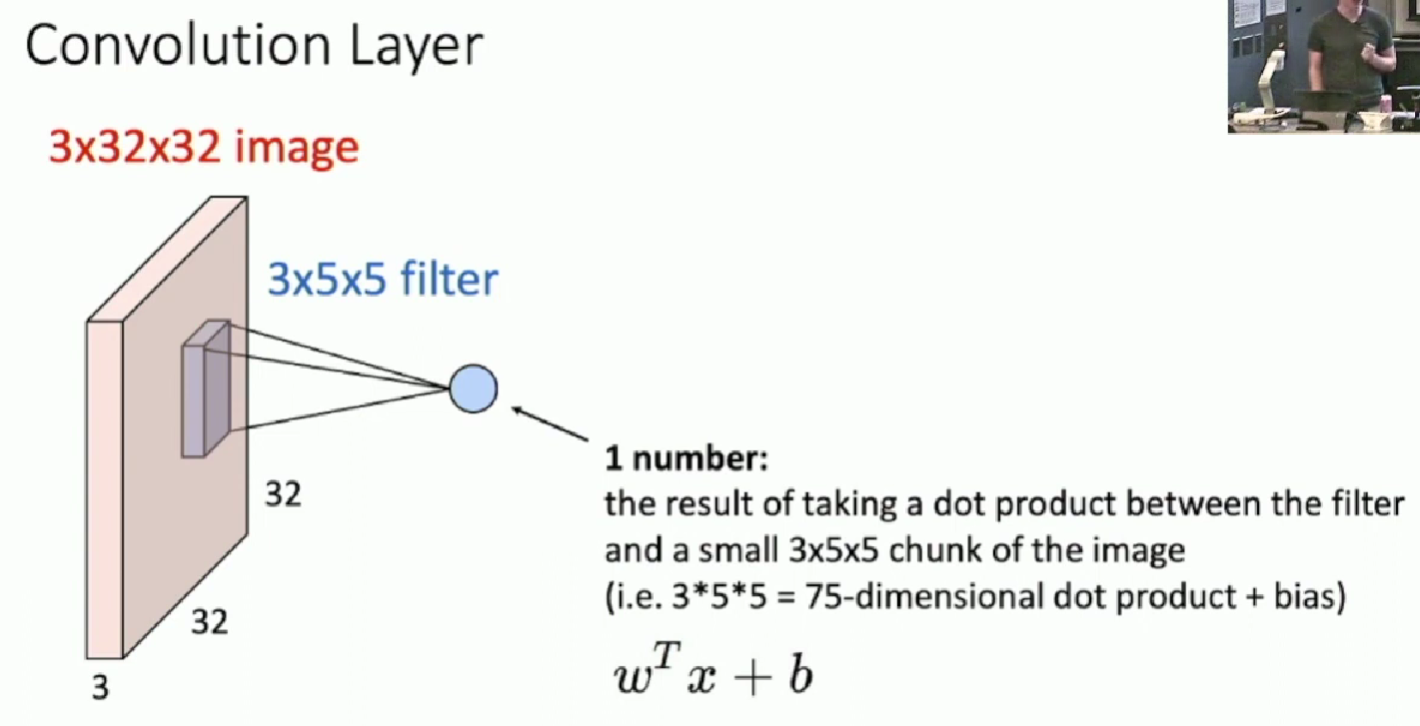 Convolution Layer
3x32x32 image
3x5x5 filter
32
32
3
1 number:
the result of taking a dot product between the filter
and a small 3x5x5 chunk of the image
(i.e. 3*5*5 = 75-dimensional dot product + bias)
w^T x + b